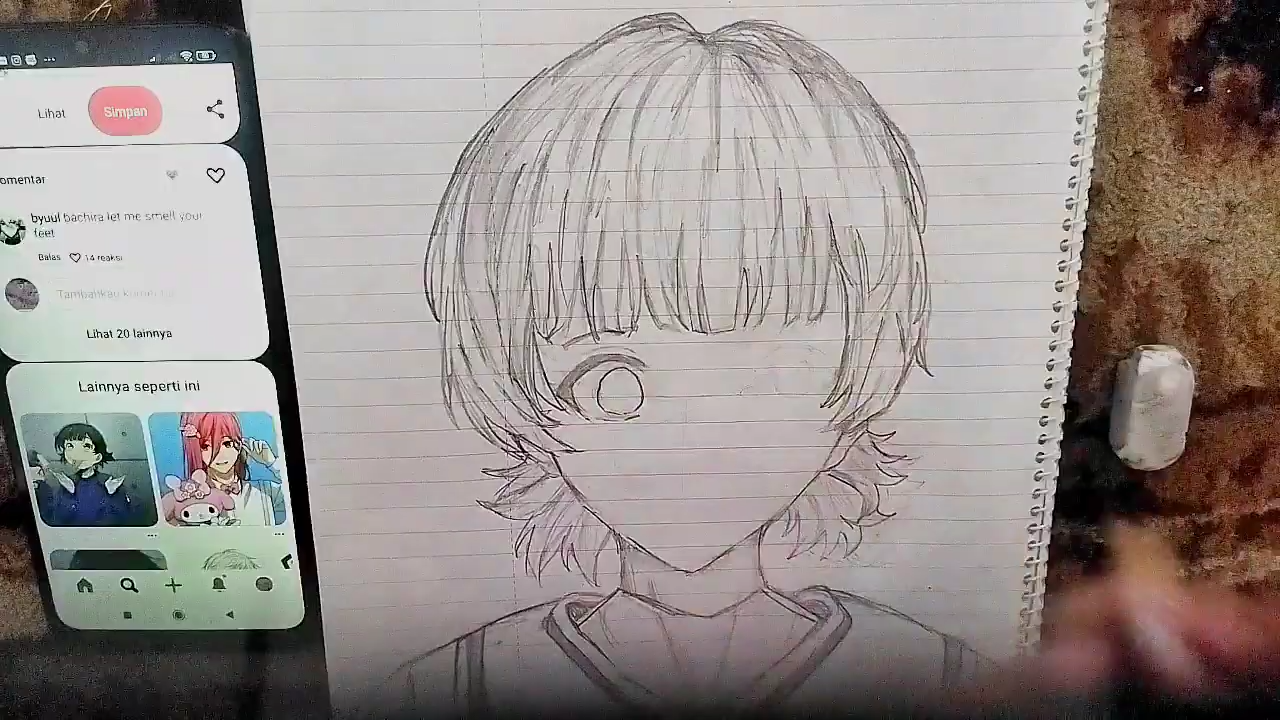 Lihat Simpan
omentar
byuul bachira let me smell your
feet
Balas 14 reaksi
Tambahkan
Lihat 20 lainnya
Lainnya seperti ini